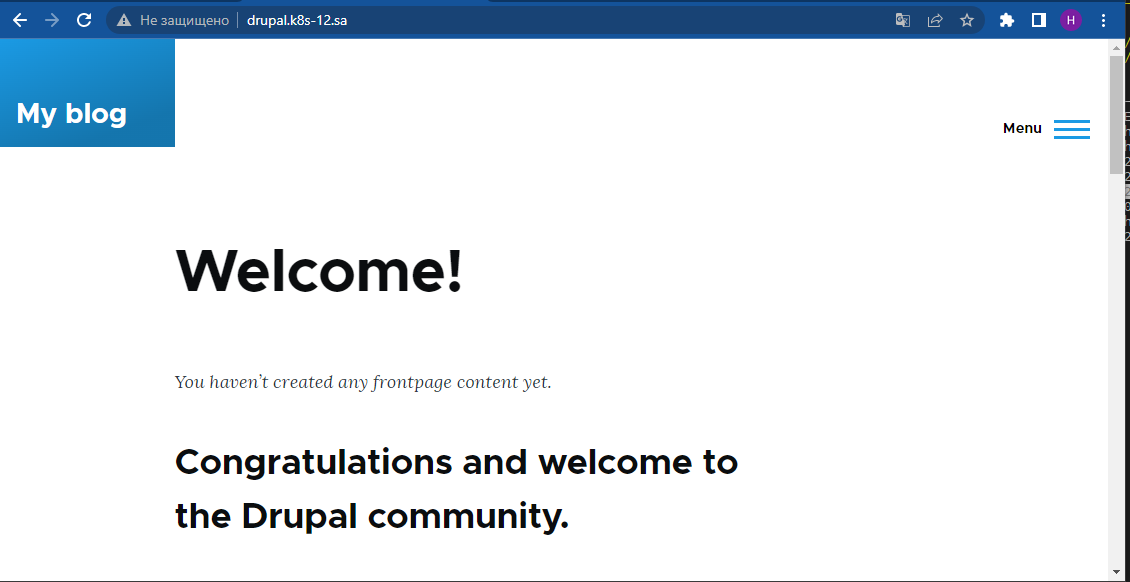 Не защищено drupal.k8s-12.sa
H
My blog
Menu
Welcome!
You haven’t created any frontpage content yet.
Congratulations and welcome to
the Drupal community.